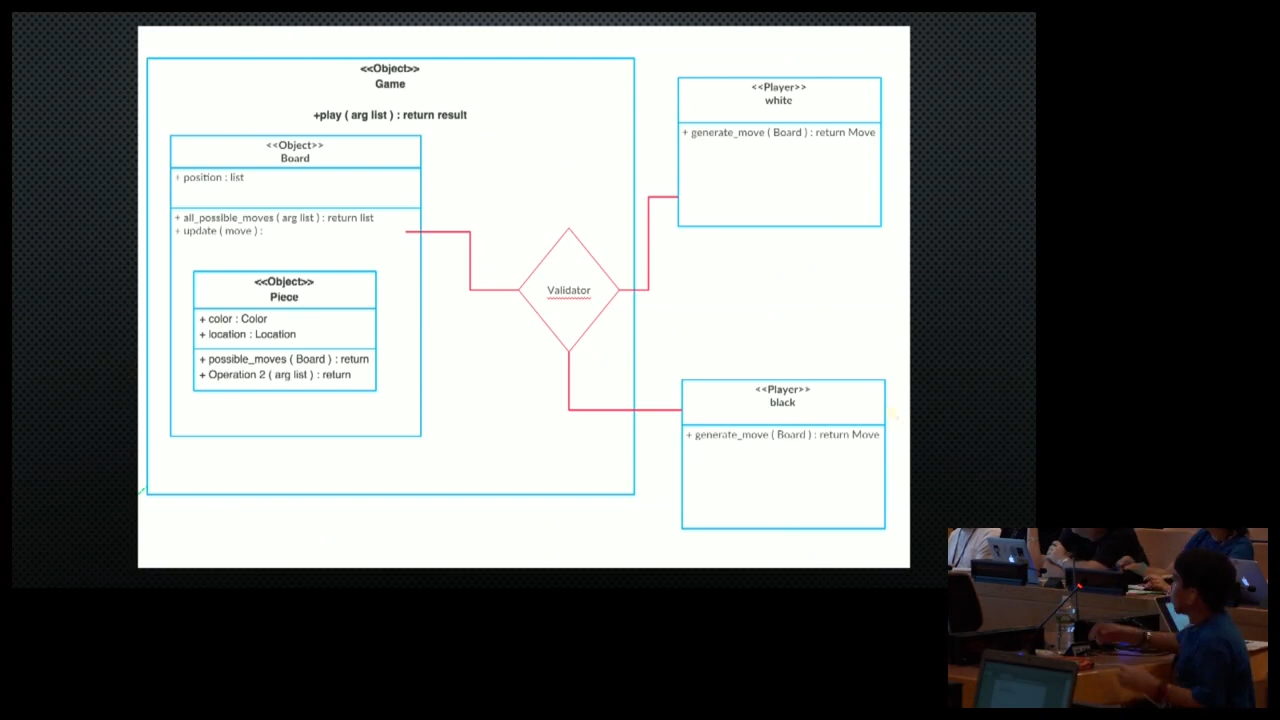 <<Object>>
Game
+play ( arg list ) : return result
<<Object>>
Board
+ position : list
+ all_possible_moves ( arg list ) : return list
+ update ( move ) :
<<Object>>
Piece
+ color : Color
+ location : Location
+ possible_moves ( Board ) : return
+ Operation 2 ( arg list ) : return
Validator
<<Player>>
white
+ generate_move ( Board ) : return Move
<<Player>>
black
+ generate_move ( Board ) : return Move